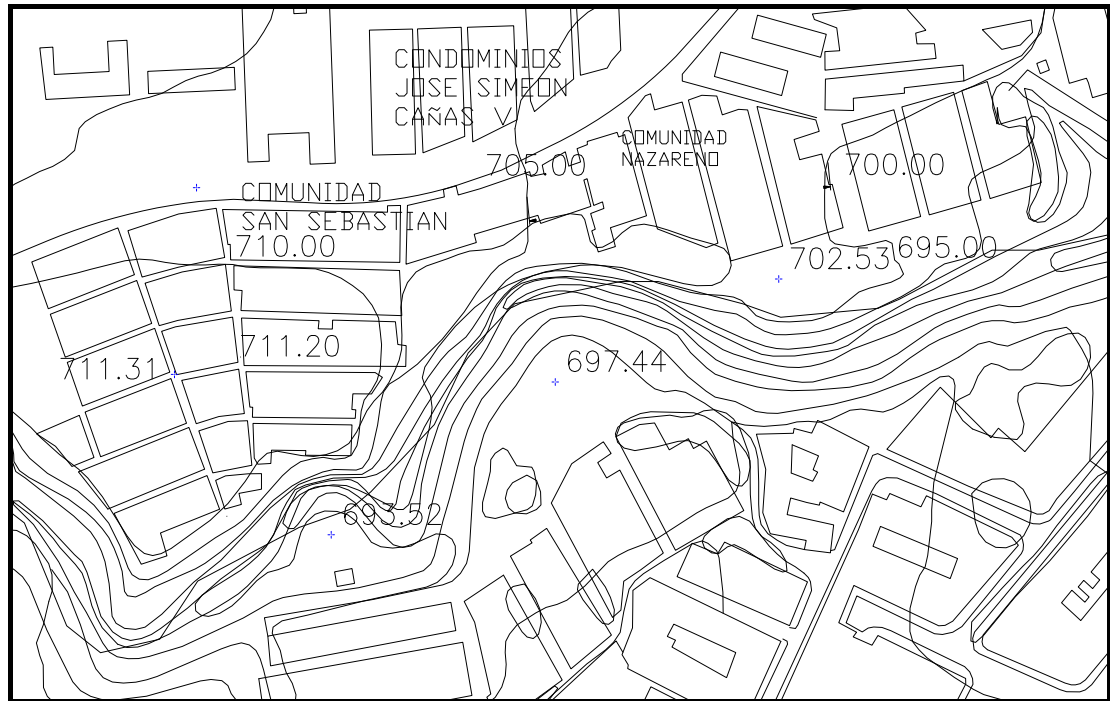 CONDOMINIOS
JOSE SIMEON
CAÑAS V
COMUNIDAD
NAZARENO
705.00
700.00
COMUNIDAD
SAN SEBASTIAN
710.00
702.53
695.00
711.20
711.31
697.44
693.52